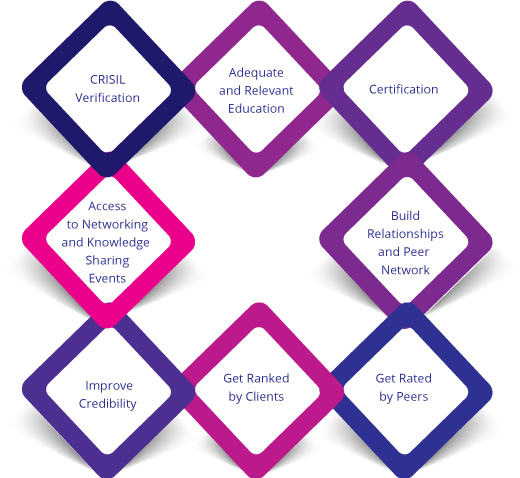 CRISIL
Verification
Adequate
and Relevant
Education
Certification
Access
to Networking
and Knowledge
Sharing
Events
Build
Relationships
and Peer
Network
Improve
Credibility
Get Ranked
by Clients
Get Rated
by Peers